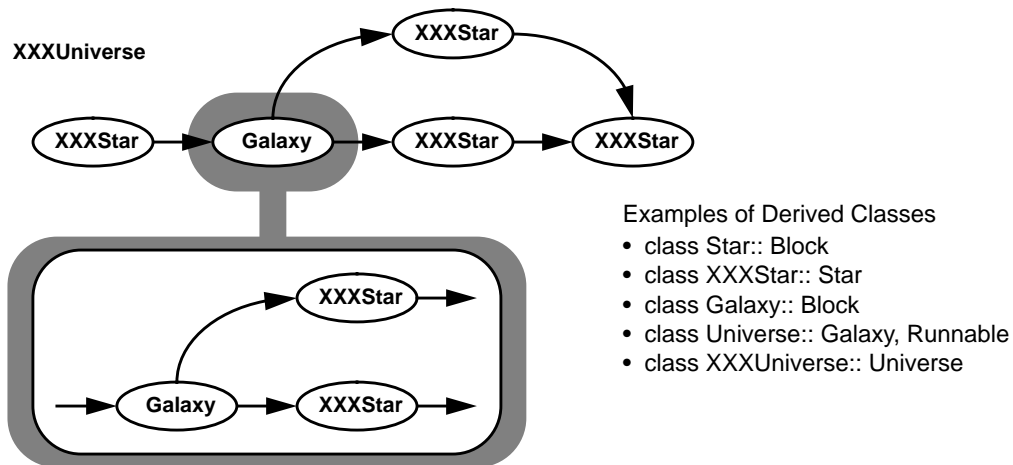 XXXStar
XXXUniverse
XXXStar
Galaxy
XXXStar
XXXStar
Examples of Derived Classes
• class Star:: Block
• class XXXStar:: Star
• class Galaxy:: Block
• class Universe:: Galaxy, Runnable
• class XXXUniverse:: Universe
XXXStar
Galaxy
XXXStar